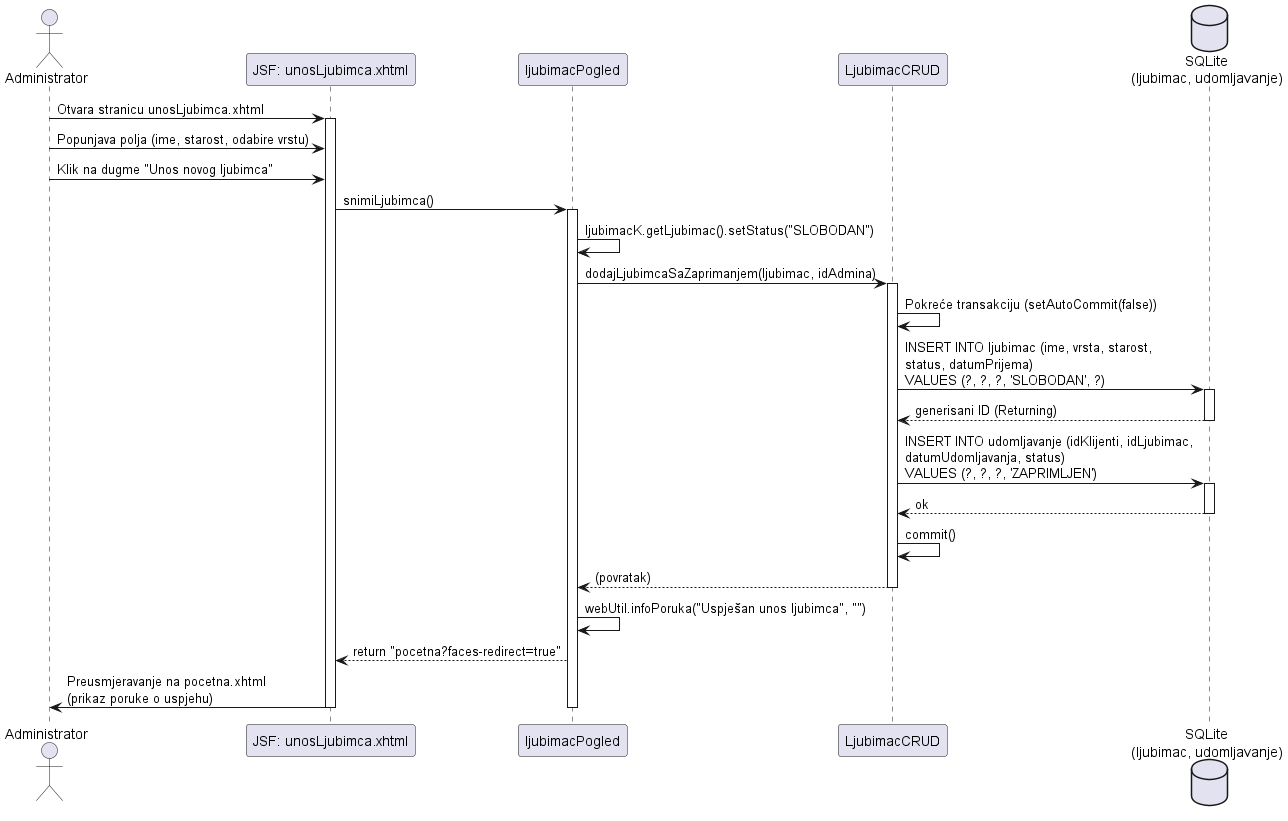 Administrator
JSF: unosLjubimca.xhtml
ljubimacPogled
LjubimacCRUD
SQLite
(ljubimac, udomljavanje)
Otvara stranicu unosLjubimca.xhtml
Popunjava polja (ime, starost, odabire vrstu)
Klik na dugme "Unos novog ljubimca"
snimiLjubimca()
ljubimacK.getLjubimac().setStatus("SLOBODAN")
dodajLjubimcaSaZaprimanjem(ljubimac, idAdmina)
Pokreće transakciju (setAutoCommit(false))
INSERT INTO ljubimac (ime, vrsta, starost,
status, datumPrijema)
VALUES (?, ?, ?, 'SLOBODAN', ?)
generisani ID (Returning)
INSERT INTO udomljavanje (idKlijenti, idLjubimac,
datumUdomljavanja, status)
VALUES (?, ?, ?, 'ZAPRIMLJEN')
ok
commit()
(povratak)
webUtil.infoPoruka("Uspješan unos ljubimca", "")
return "pocetna?faces-redirect=true"
Preusmjeravanje na pocetna.xhtml
(prikaz poruke o uspjehu)
Administrator
JSF: unosLjubimca.xhtml
ljubimacPogled
LjubimacCRUD
SQLite
(ljubimac, udomljavanje)